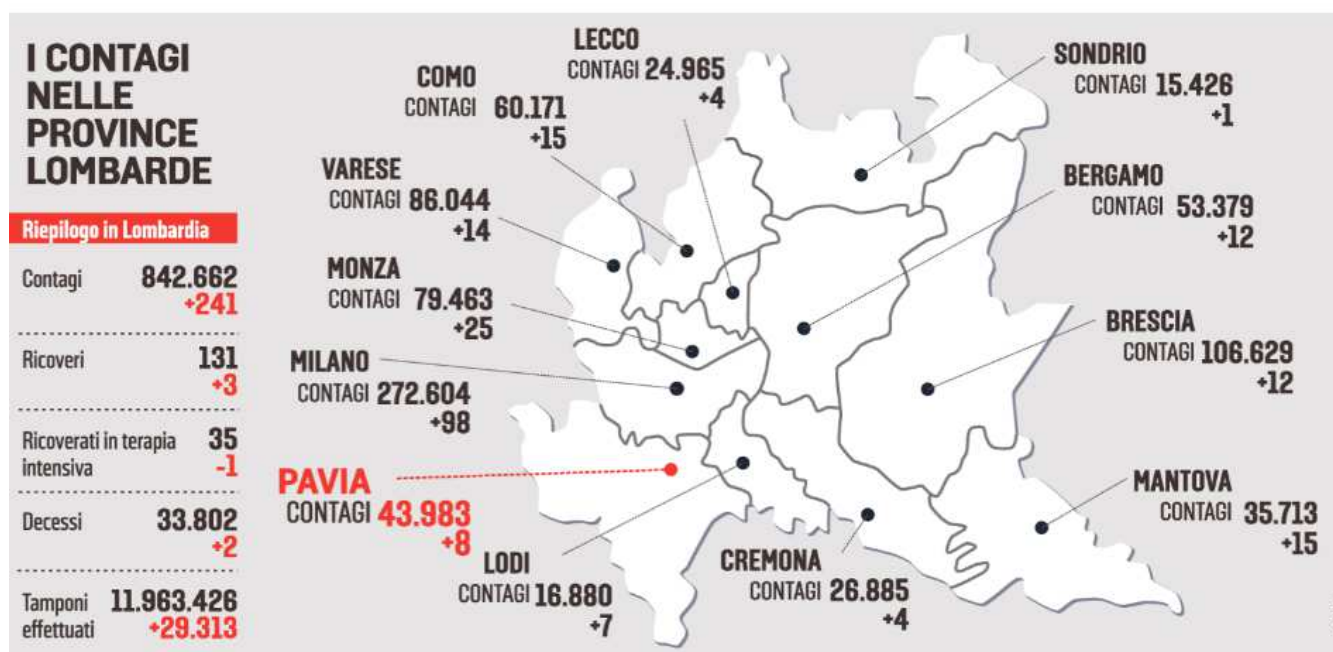 I CONTAGI
NELLE
PROVINCE
LOMBARDE
Riepilogo in Lombardia
Contagi 842.662
+241
Ricoveri 131
+3
Ricoverati in terapia intensiva 35
-1
Decessi 33.802
+2
Tamponi effettuati 11.963.426
+29.313
LECCO
CONTAGI 24.965
+4
SONDRIO
CONTAGI 15.426
+1
COMO
CONTAGI 60.171
+15
VARESE
CONTAGI 86.044
+14
BERGAMO
CONTAGI 53.379
+12
MONZA
CONTAGI 79.463
+25
BRESCIA
CONTAGI 106.629
+12
MILANO
CONTAGI 272.604
+98
PAVIA
CONTAGI 43.983
+8
MANTOVA
CONTAGI 35.713
+15
LODI
CONTAGI 16.880
+7
CREMONA
CONTAGI 26.885
+4